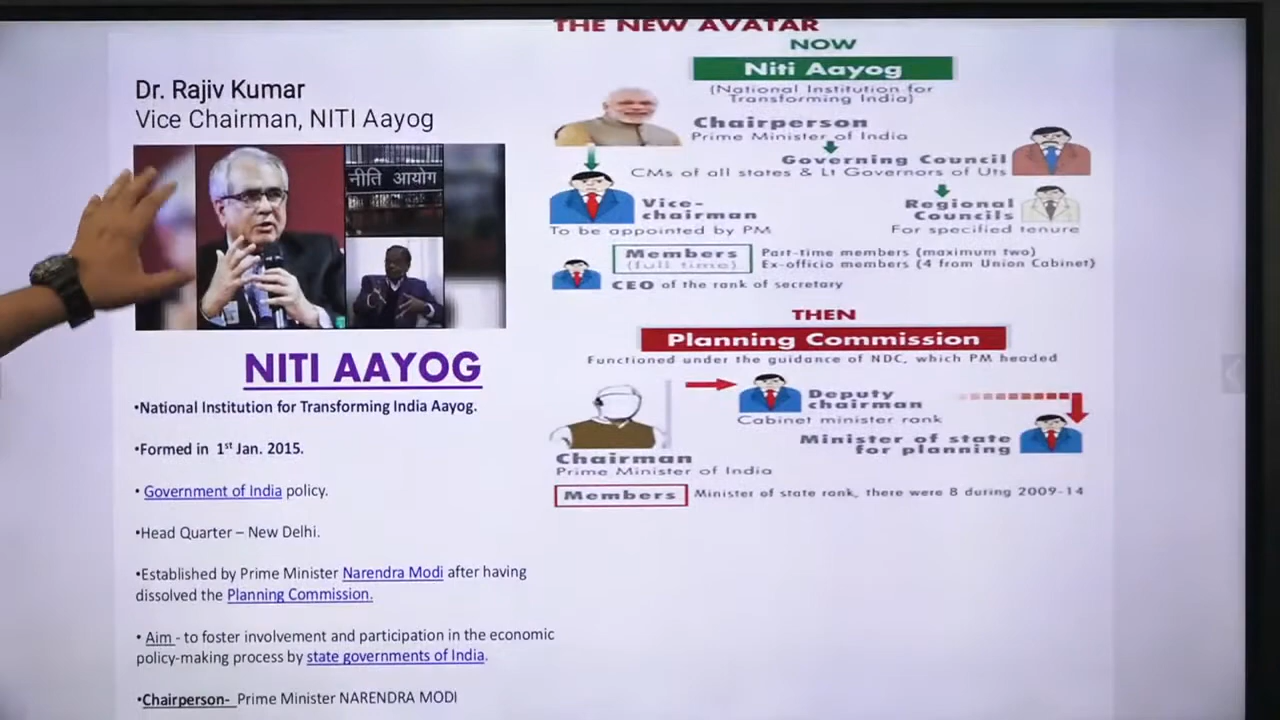 Dr. Rajiv Kumar
Vice Chairman, NITI Aayog
नीति आयोग
NITI AAYOG
•National Institution for Transforming India Aayog.
•Formed in 1st Jan. 2015.
• Government of India policy.
•Head Quarter – New Delhi.
•Established by Prime Minister Narendra Modi after having
dissolved the Planning Commission.
• Aim - to foster involvement and participation in the economic
policy-making process by state governments of India.
•Chairperson- Prime Minister NARENDRA MODI
THE NEW AVATAR
NOW
Niti Aayog
(National Institution for
Transforming India)
Chairperson
Prime Minister of India
Governing Council
CMs of all states & Lt Governors of Uts
Vice-
chairman
To be appointed by PM
Regional
Councils
For specified tenure
Members
(full time)
Part-time members (maximum two)
Ex-officio members (4 from Union Cabinet)
CEO of the rank of secretary
THEN
Planning Commission
Functioned under the guidance of NDC, which PM headed
Deputy
chairman
Cabinet minister rank
Minister of state
for planning
Chairman
Prime Minister of India
Members Minister of state rank, there were 8 during 2009-14